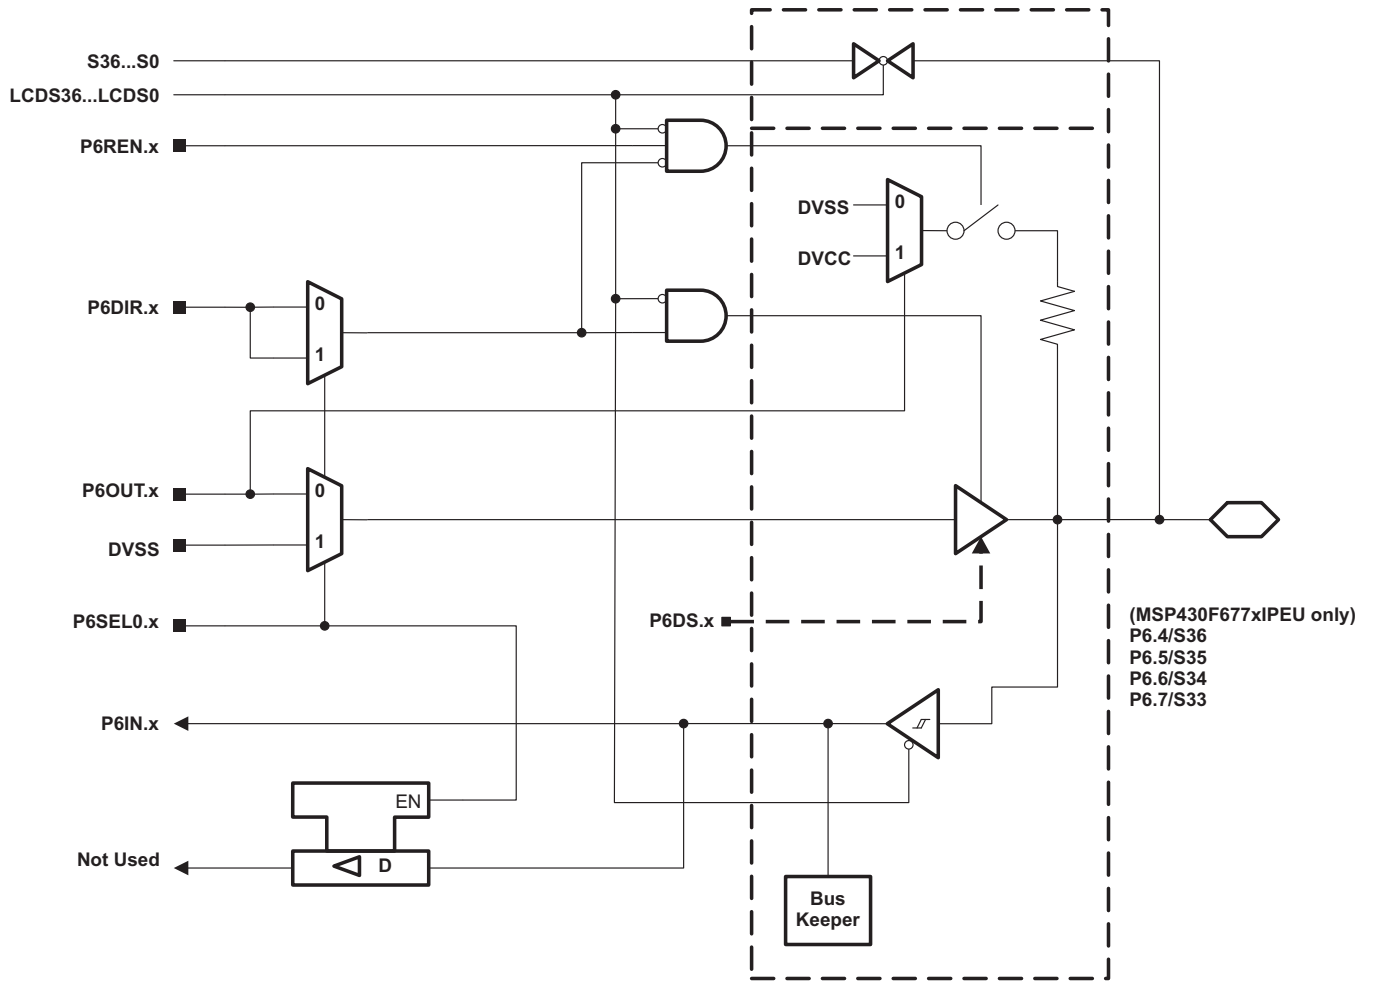 S36...S0
LCDS36...LCDS0
P6REN.x
DVSS
0
DVCC
1
P6DIR.x
0
1
P6OUT.x
0
DVSS
1
P6SEL0.x
P6DS.x
(MSP430F677xIPEU only)
P6.4/S36
P6.5/S35
P6.6/S34
P6.7/S33
P6IN.x
EN
Not Used
D
Bus
Keeper